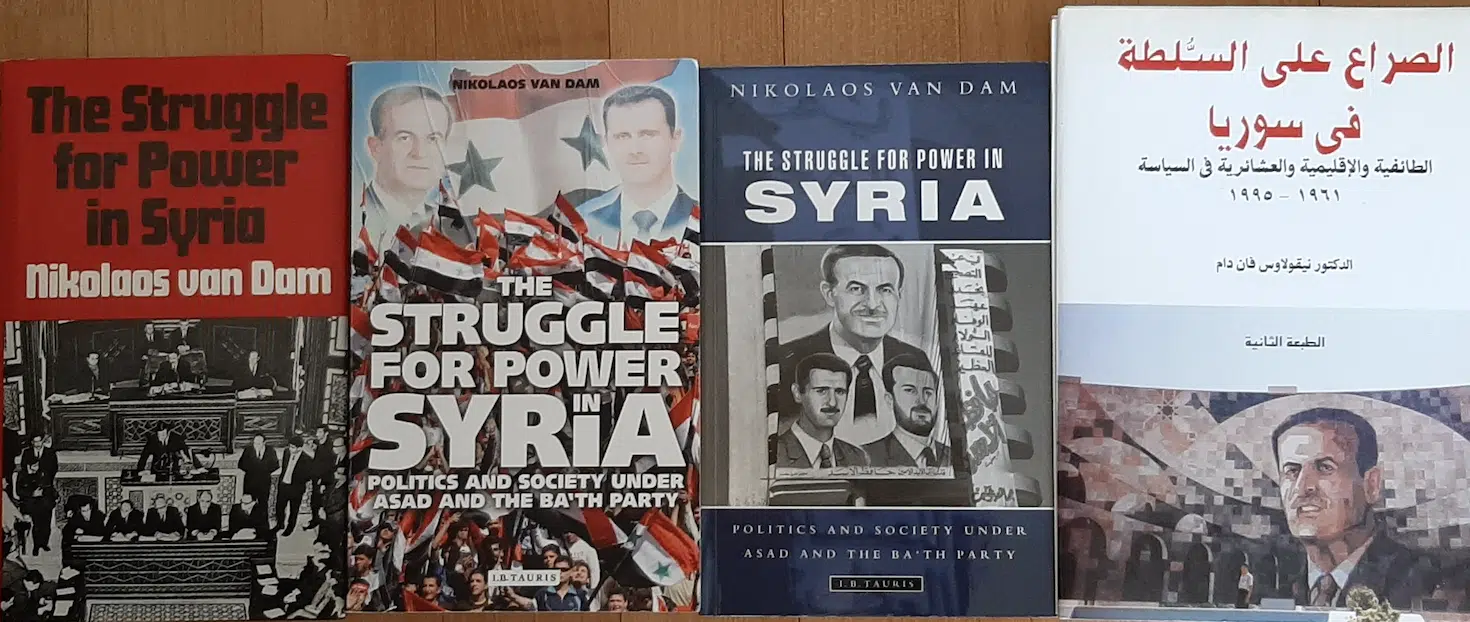 The Struggle
for Power
in Syria
Nikolaos van Dam
NIKOLAOS VAN DAM
THE
STRUGGLE
FOR POWER
IN
SYRIA
POLITICS AND SOCIETY UNDER
ASAD AND THE BA'TH PARTY
I.B.TAURIS
NIKOLAOS VAN DAM
THE STRUGGLE FOR POWER IN
SYRIA
POLITICS AND SOCIETY UNDER
ASAD AND THE BA'TH PARTY
I.B.TAURIS
الصراع على السُّلطة
فى سوريا
الطائفية والإقليمية والعشائرية فى السياسة
١٩٦١ - ١٩٩٥
الدكتور نيقولاوس ڤان دام
الطبعة الثانية